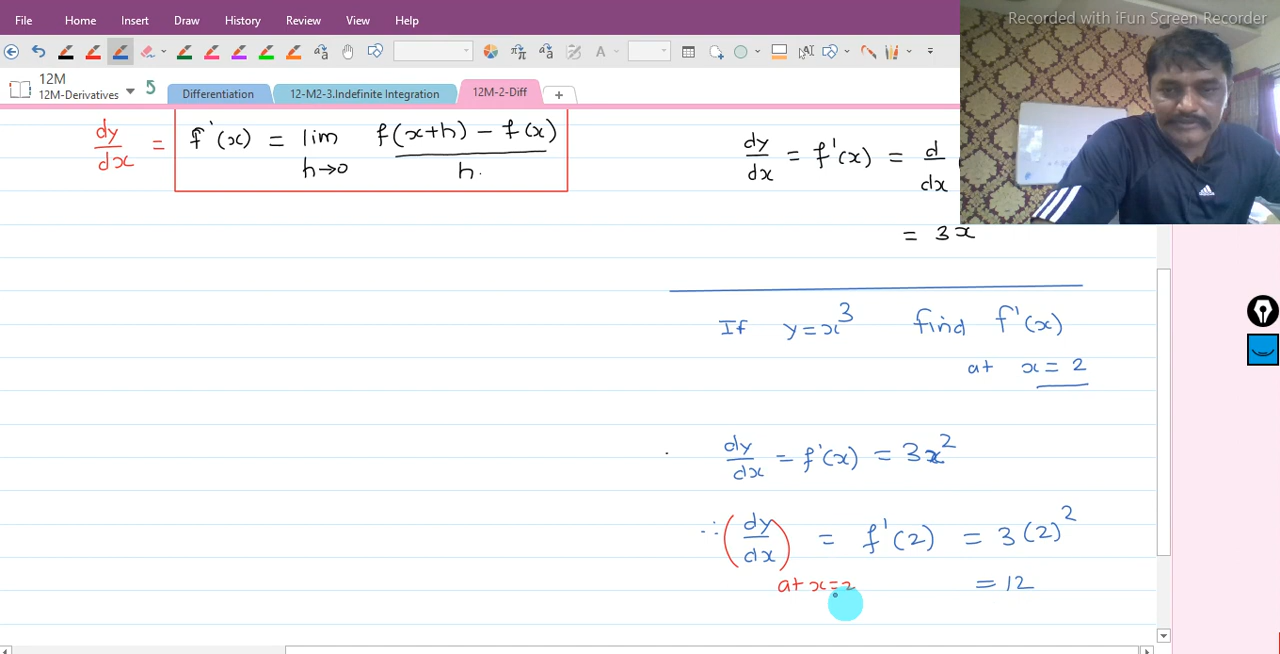 File Home Insert Draw History Review View Help
Recorded with iFun Screen Recorder
12M
12M-Derivatives
Differentiation 12-M2-3.Indefinite Integration 12M-2-Diff +
dy/dx = f'(x) = lim h→0 f(x+h) - f(x) / h.
dy/dx = f'(x) = d/dx
= 3x
If y = x³ find f'(x)
at x = 2
dy/dx = f'(x) = 3x²
∴ (dy/dx) = f'(2) = 3(2)²
at x=2 = 12